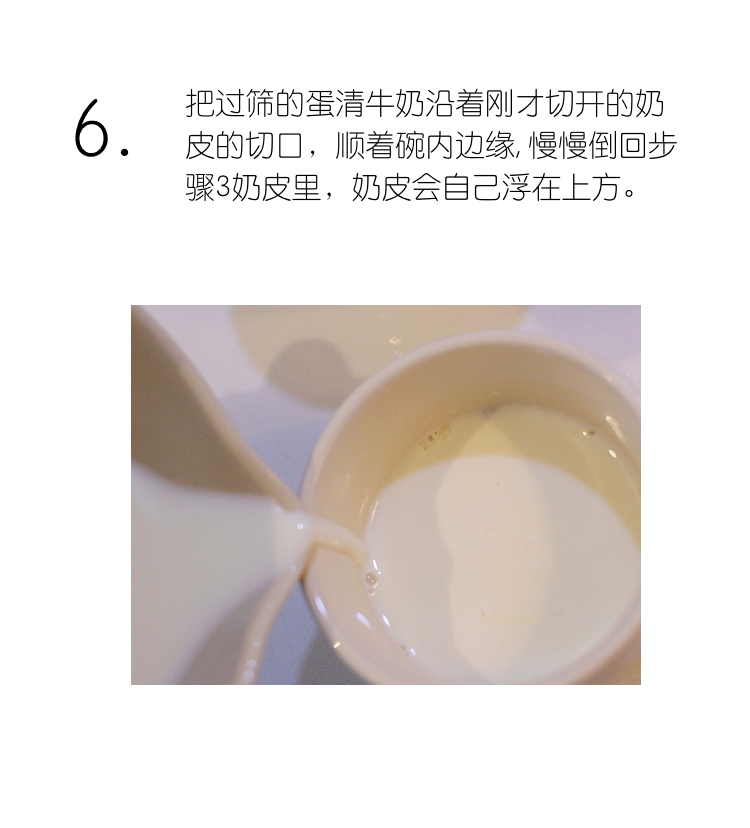 6.
把过筛的蛋清牛奶沿着刚才切开的奶
皮的切口，顺着碗内边缘,慢慢倒回步
骤3奶皮里，奶皮会自己浮在上方。